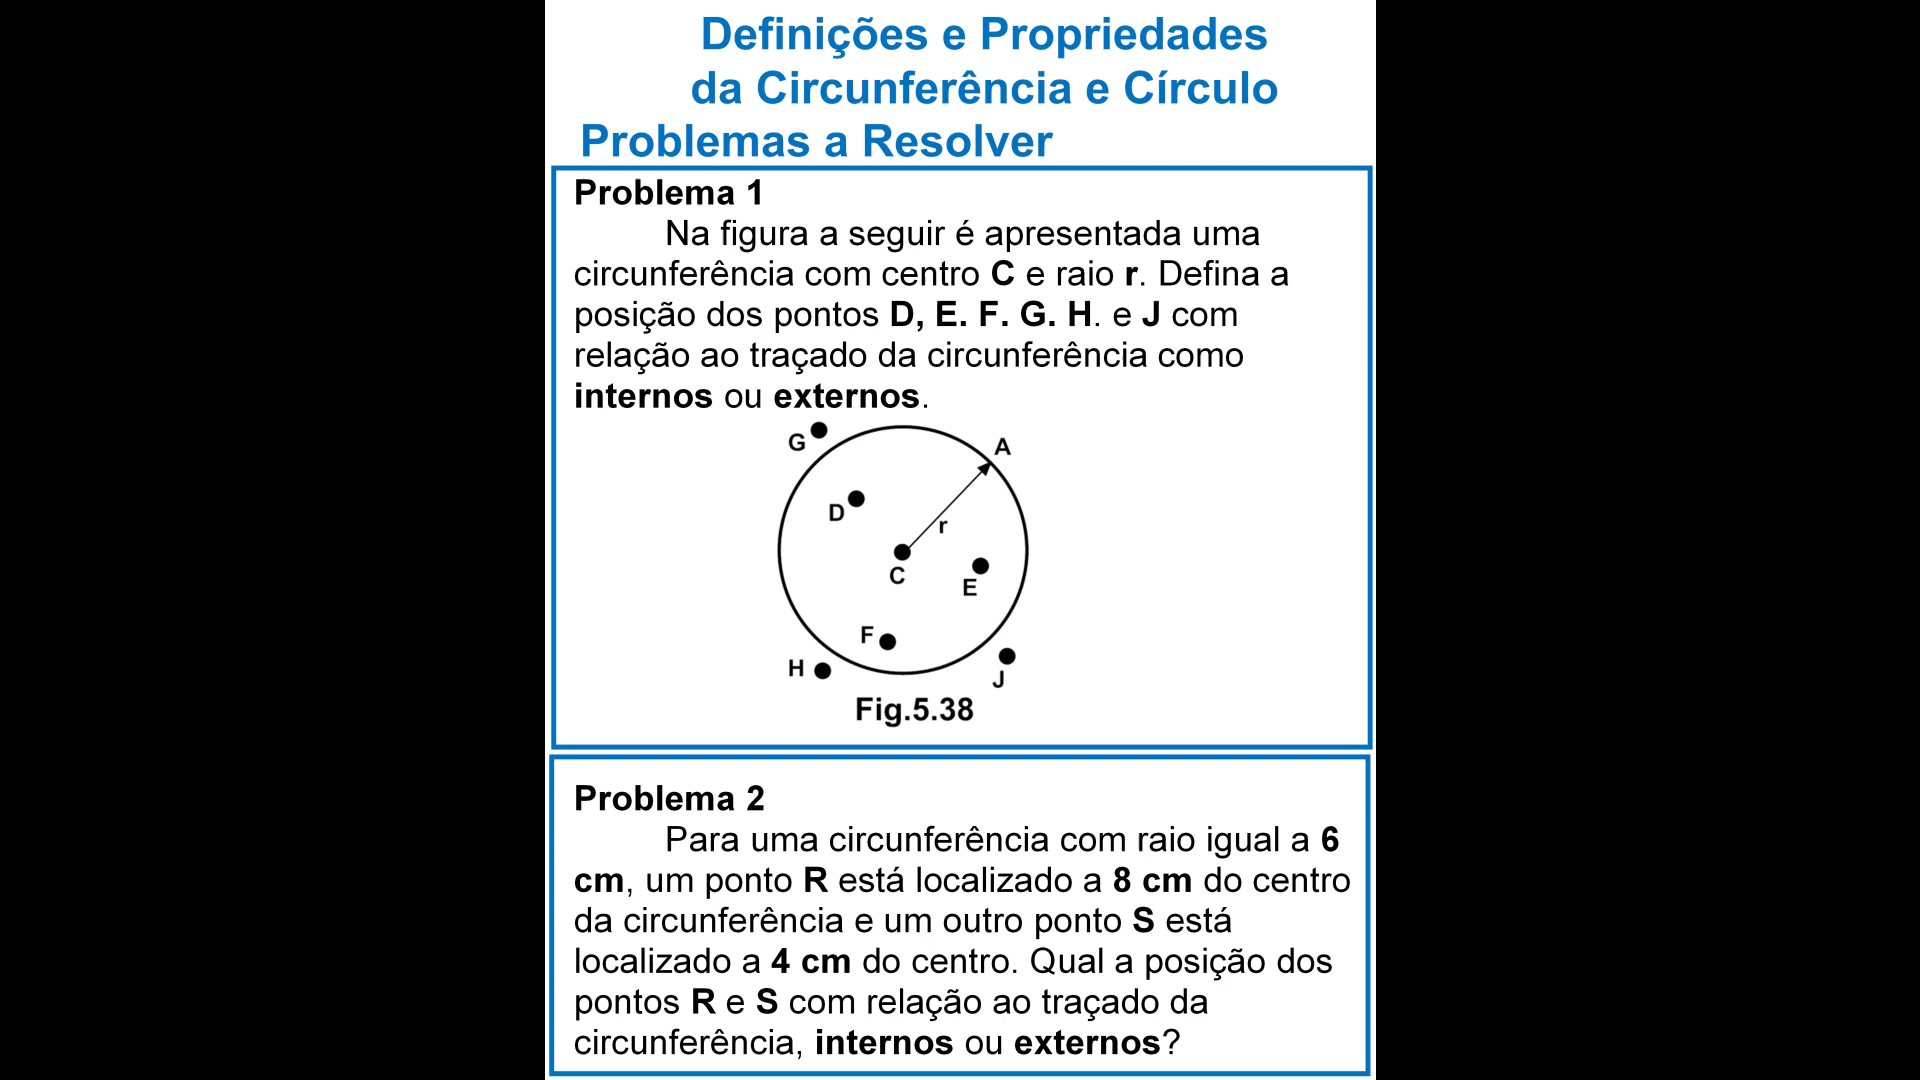 Definições e Propriedades
da Circunferência e Círculo
Problemas a Resolver
Problema 1
Na figura a seguir é apresentada uma
circunferência com centro C e raio r. Defina a
posição dos pontos D, E. F. G. H. e J com
relação ao traçado da circunferência como
internos ou externos.
G
A
D
r
C
E
F
H
J
Fig.5.38
Problema 2
Para uma circunferência com raio igual a 6
cm, um ponto R está localizado a 8 cm do centro
da circunferência e um outro ponto S está
localizado a 4 cm do centro. Qual a posição dos
pontos R e S com relação ao traçado da
circunferência, internos ou externos?